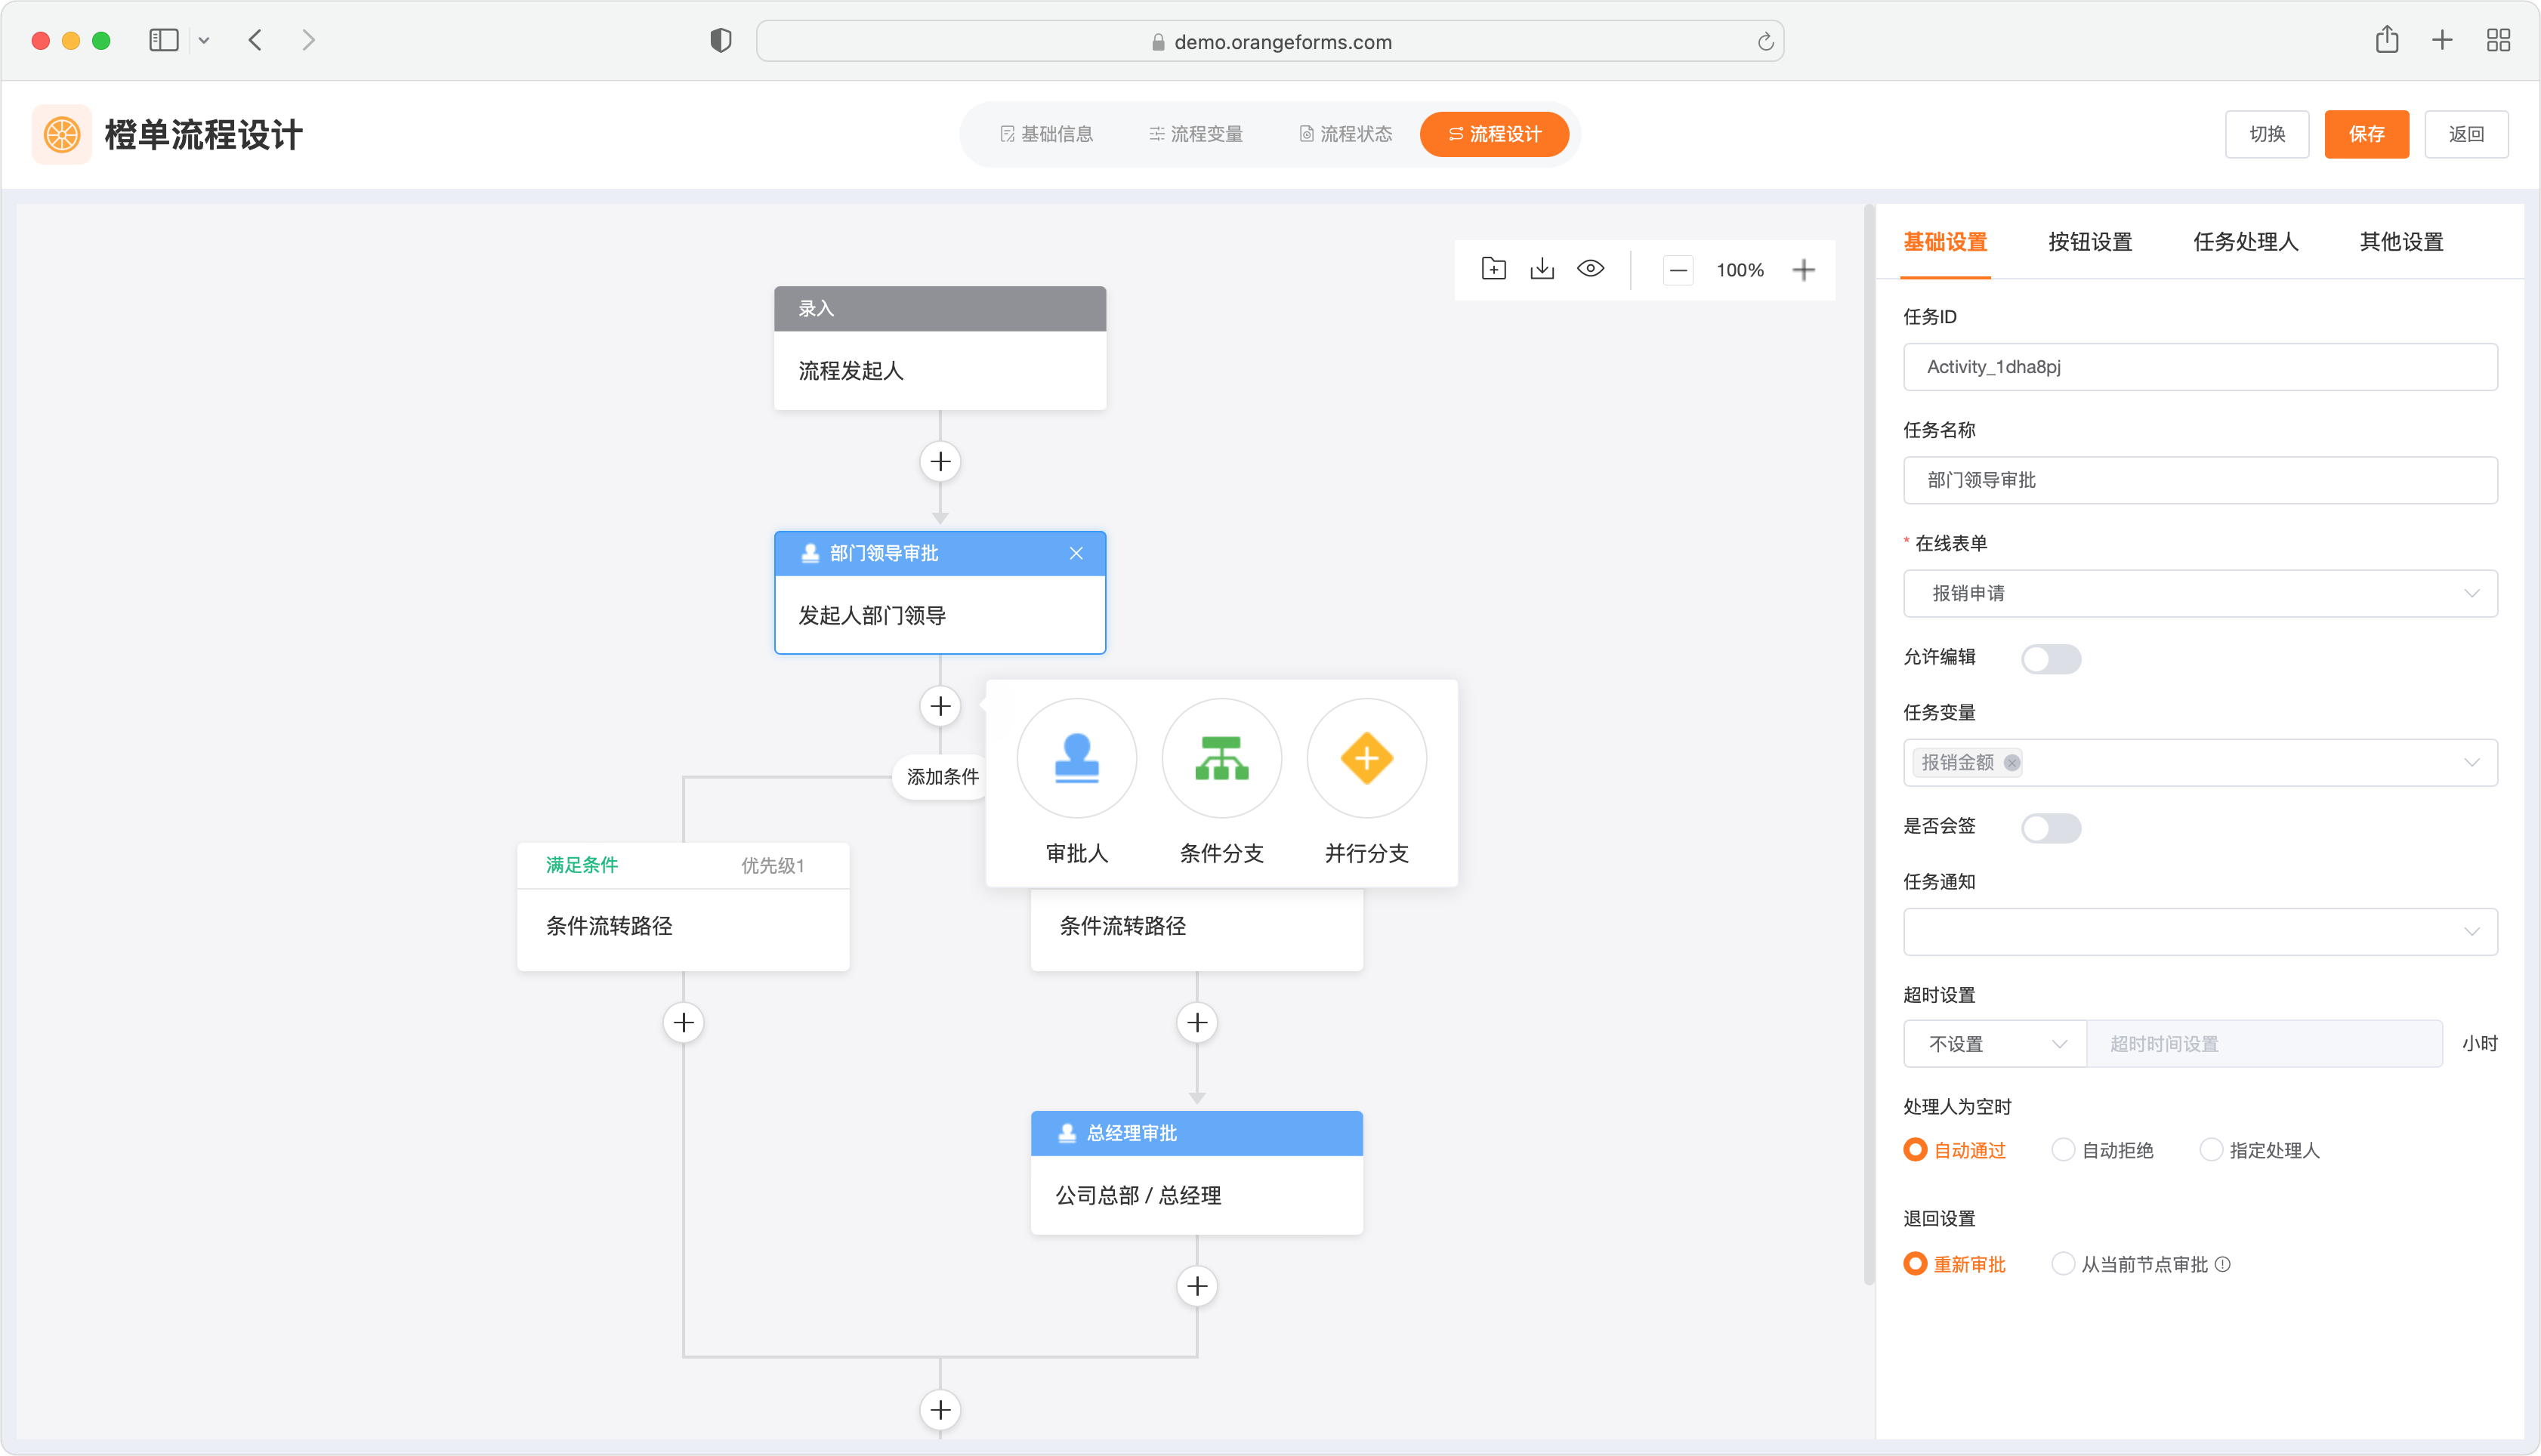 demo.orangeforms.com
橙单流程设计
基础信息
流程变量
流程状态
流程设计
切换
保存
返回
100%
录入
流程发起人
部门领导审批
发起人部门领导
添加条件
审批人
条件分支
并行分支
满足条件
优先级1
条件流转路径
条件流转路径
总经理审批
公司总部 / 总经理
基础设置
按钮设置
任务处理人
其他设置
任务ID
Activity_1dha8pj
任务名称
部门领导审批
* 在线表单
报销申请
允许编辑
任务变量
报销金额
是否会签
任务通知
超时设置
不设置
超时时间设置
小时
处理人为空时
自动通过
自动拒绝
指定处理人
退回设置
重新审批
从当前节点审批